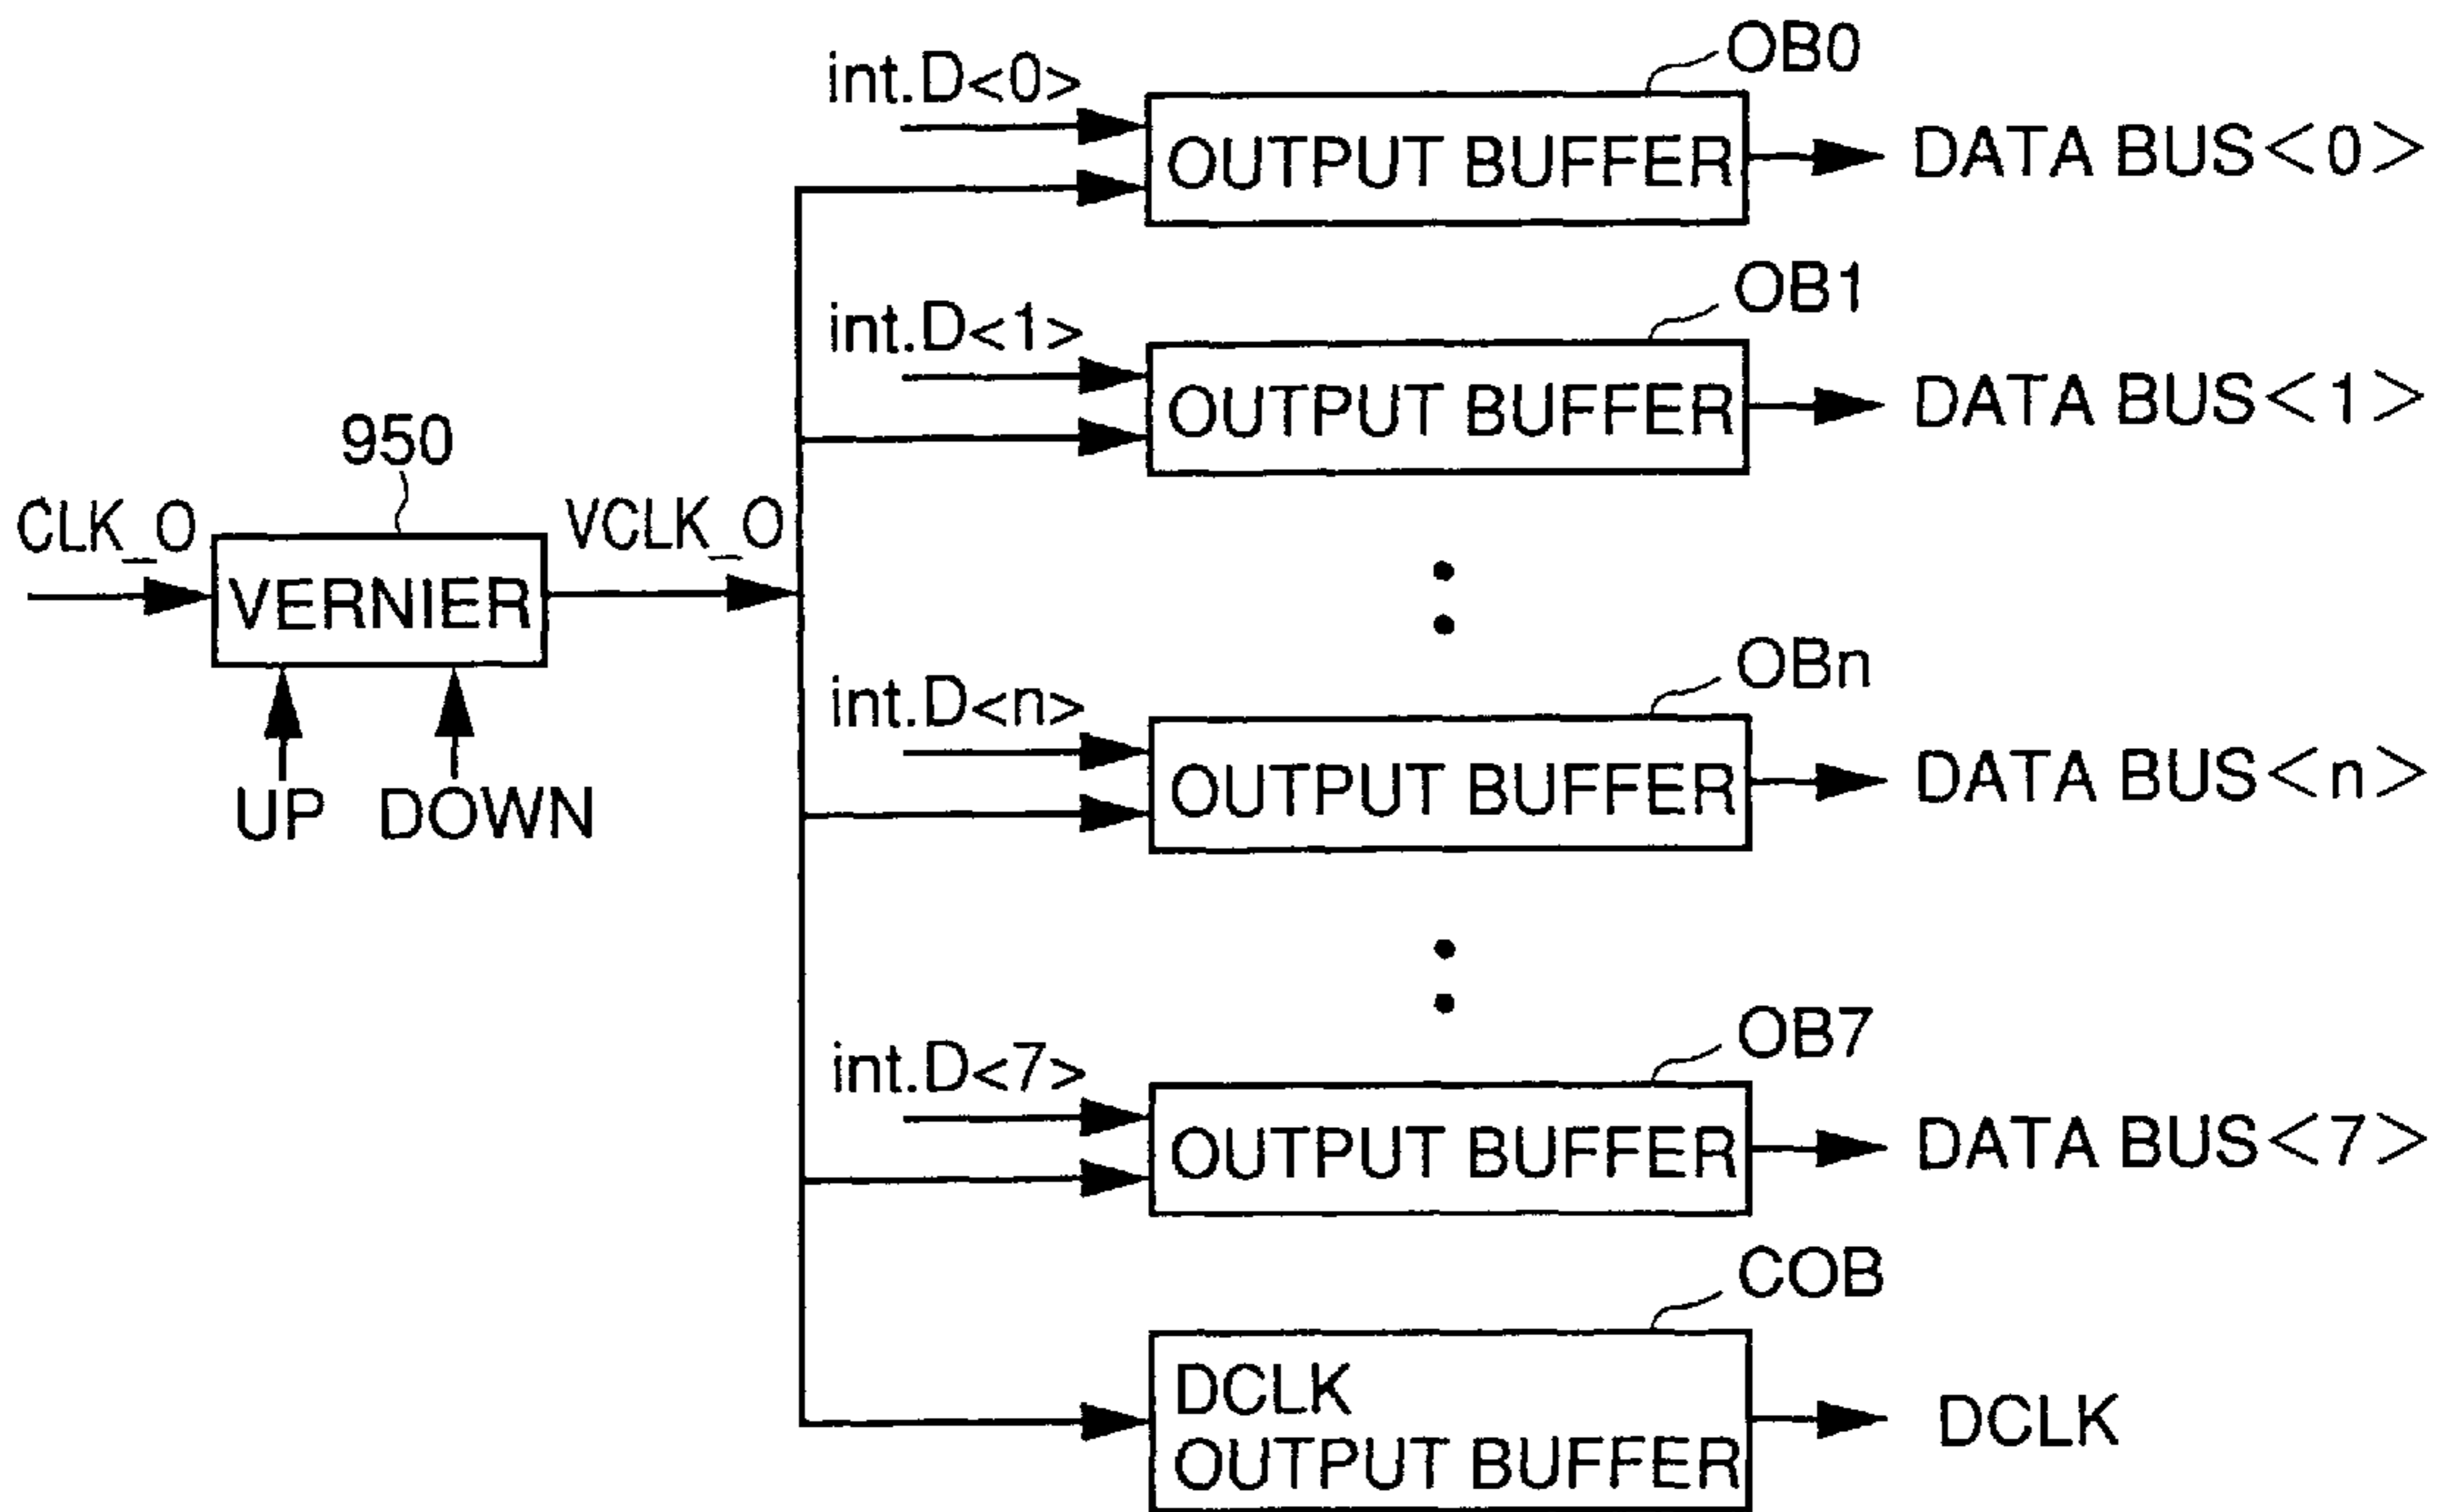 OB0
int.D<0>
OUTPUT BUFFER
DATA BUS<0>
OB1
int.D<1>
OUTPUT BUFFER
DATA BUS<1>
950
CLK_O
VERNIER
VCLK_O
UP
DOWN
OBn
int.D<n>
OUTPUT BUFFER
DATA BUS<n>
OB7
int.D<7>
OUTPUT BUFFER
DATA BUS<7>
COB
DCLK
OUTPUT BUFFER
DCLK